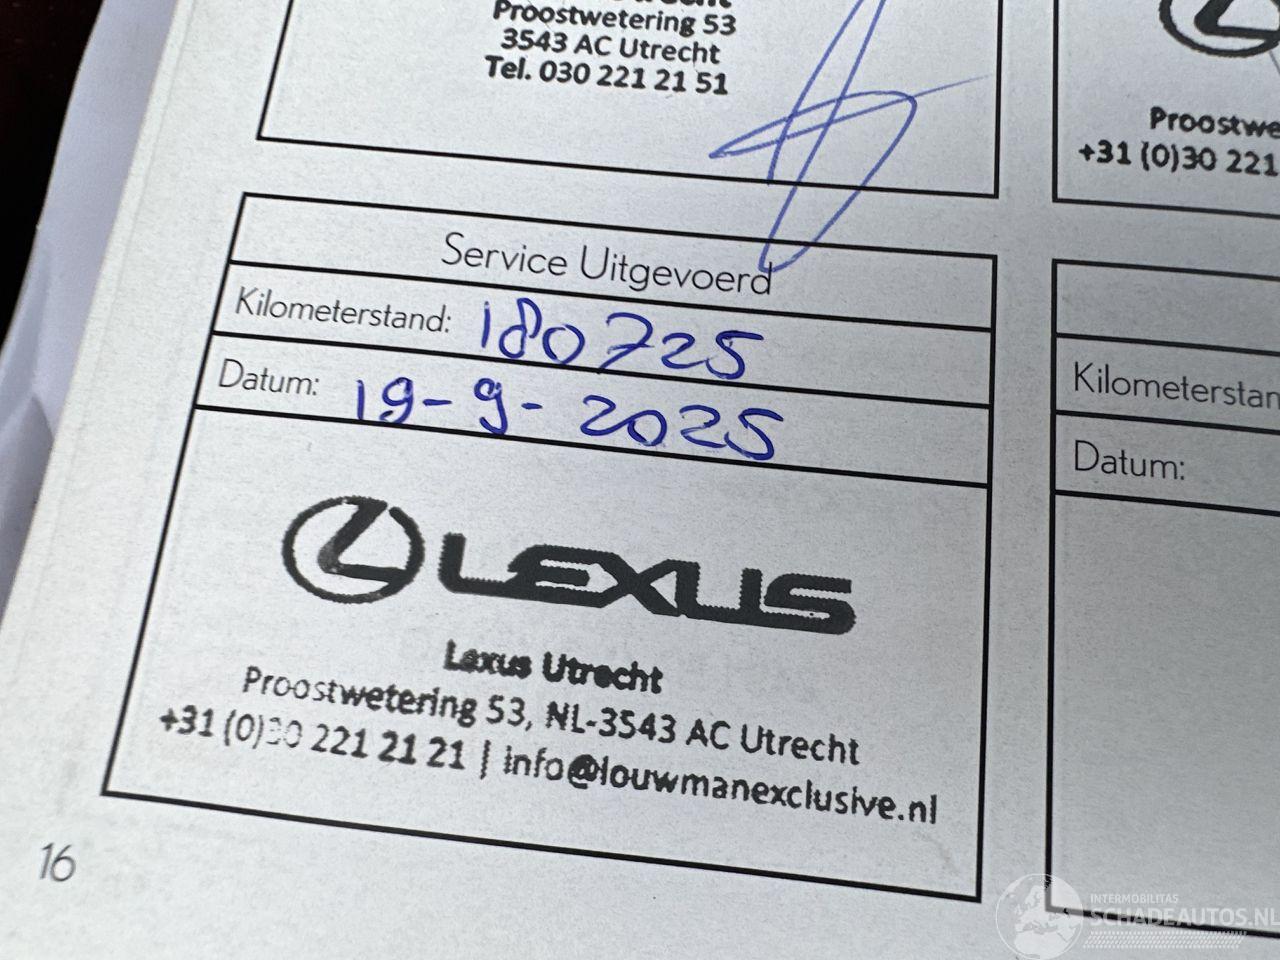 Proostwetering 53
3543 AC Utrecht
Tel. 030 221 21 51
+31 (0)30 221
Service Uitgevoerd
Kilometerstand: 180725
Datum: 19-9-2025
LEXUS
Lexus Utrecht
Proostwetering 53, NL-3543 AC Utrecht
+31 (0)30 221 21 21 | info@louwmanexclusive.nl
Datum:
16
INTERMOBILITAS
SCHADEAUTOS.NL